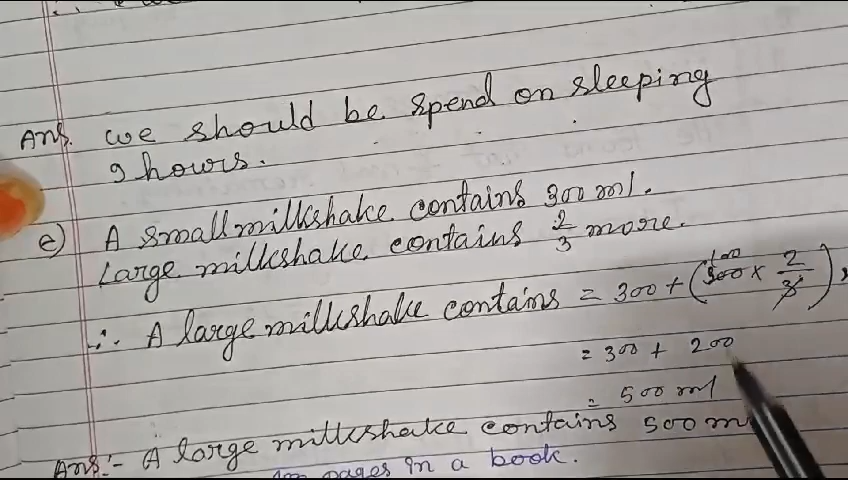 Ans. we should be spend on sleeping
9 hours.
e) A small milkshake contains 300 ml.
Large milkshake contains 2/3 more.
∴ A large milkshake contains = 300 + (300 100 × 2/3)
= 300 + 200
= 500 ml
Ans:- A large milkshake contains 500 m
pages in a book.